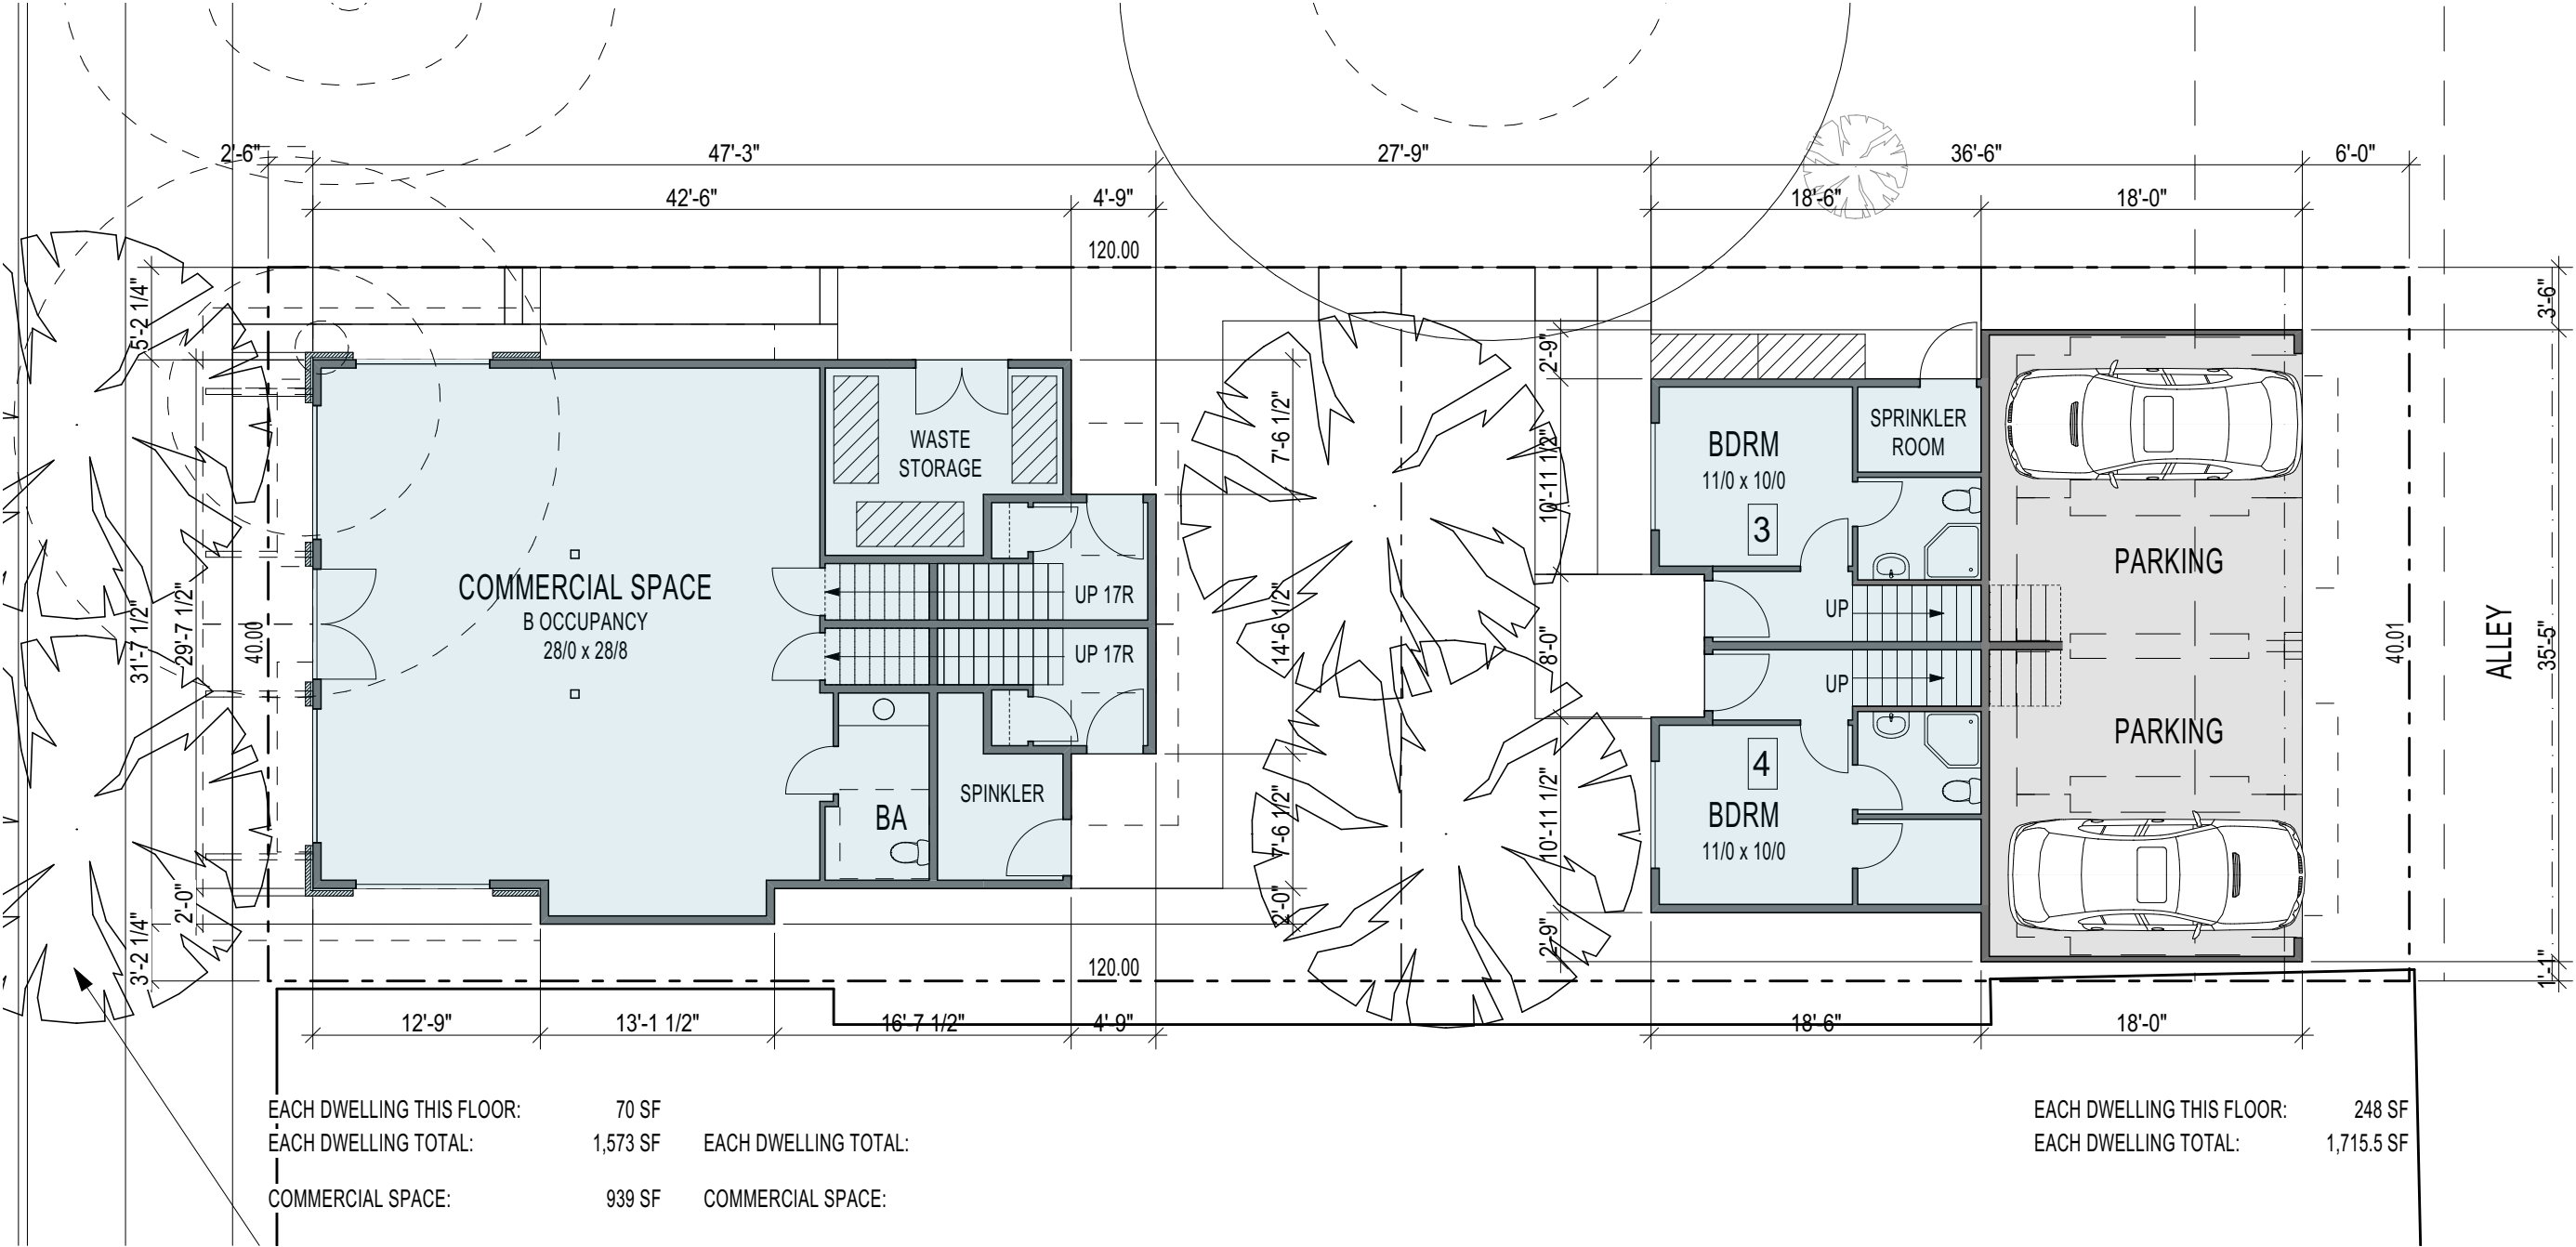 2'-6"
47'-3"
27'-9"
36'-6"
6'-0"
42'-6"
4'-9"
18'-6"
18'-0"
120.00
5'-2 1/4"
3'-6"
2'-9"
7'-6 1/2"
10'-11 1/2"
WASTE
STORAGE
BDRM
11/0 x 10/0
3
SPRINKLER
ROOM
PARKING
COMMERCIAL SPACE
B OCCUPANCY
28/0 x 28/8
UP 17R
UP 17R
UP
UP
31'-7 1/2"
29'-7 1/2"
40.00
14'-6 1/2"
8'-0"
40.01
ALLEY
35'-5"
PARKING
4
BDRM
11/0 x 10/0
SPINKLER
BA
7'-6 1/2"
10'-11 1/2"
2'-0"
2'-0"
3'-2 1/4"
2'-9"
1'-1"
120.00
12'-9"
13'-1 1/2"
16'-7 1/2"
4'-9"
18'-6"
18'-0"
EACH DWELLING THIS FLOOR: 70 SF
EACH DWELLING TOTAL: 1,573 SF EACH DWELLING TOTAL:
COMMERCIAL SPACE: 939 SF COMMERCIAL SPACE:
EACH DWELLING THIS FLOOR: 248 SF
EACH DWELLING TOTAL: 1,715.5 SF